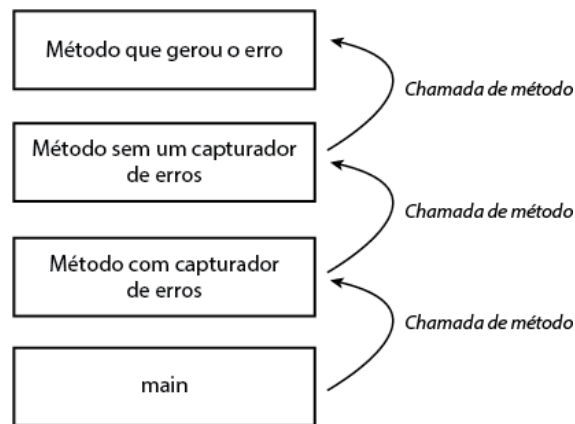 Método que gerou o erro
Chamada de método
Método sem um capturador
de erros
Chamada de método
Método com capturador
de erros
Chamada de método
main